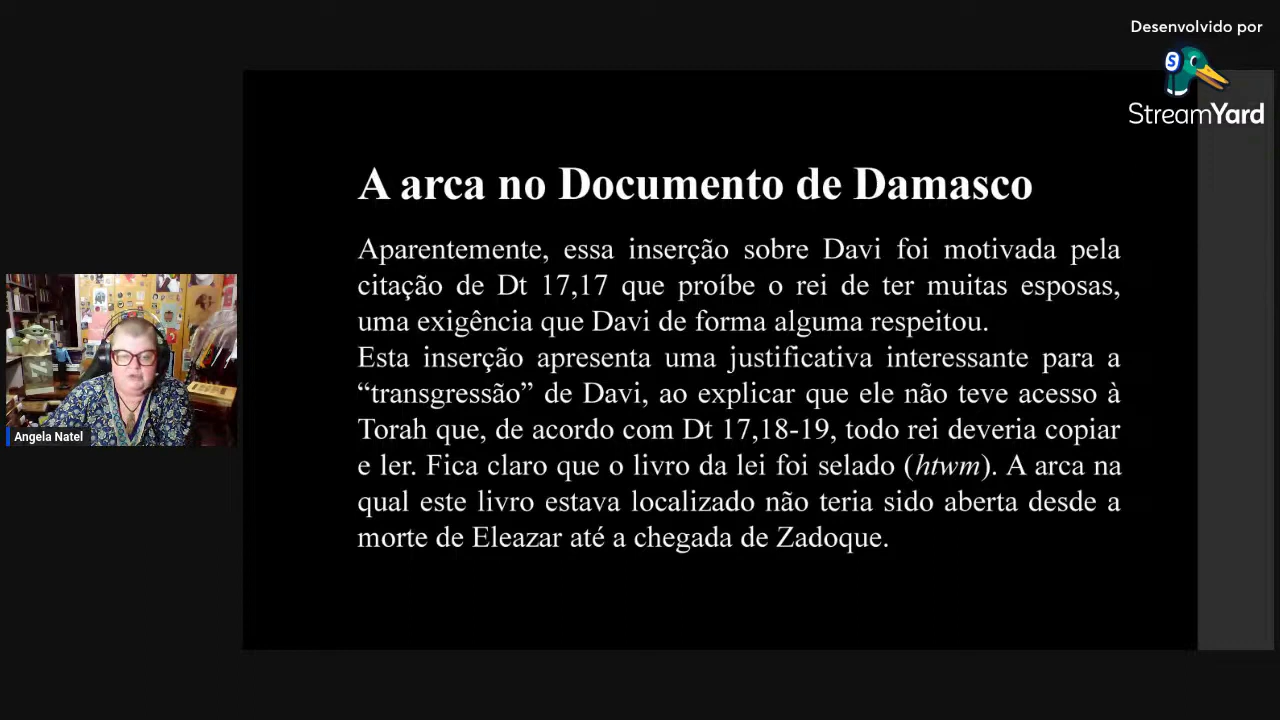 Desenvolvido por
StreamYard
A arca no Documento de Damasco
Aparentemente, essa inserção sobre Davi foi motivada pela
citação de Dt 17,17 que proíbe o rei de ter muitas esposas,
uma exigência que Davi de forma alguma respeitou.
Esta inserção apresenta uma justificativa interessante para a
“transgressão” de Davi, ao explicar que ele não teve acesso à
Torah que, de acordo com Dt 17,18-19, todo rei deveria copiar
e ler. Fica claro que o livro da lei foi selado (htwm). A arca na
qual este livro estava localizado não teria sido aberta desde a
morte de Eleazar até a chegada de Zadoque.
Angela Natel